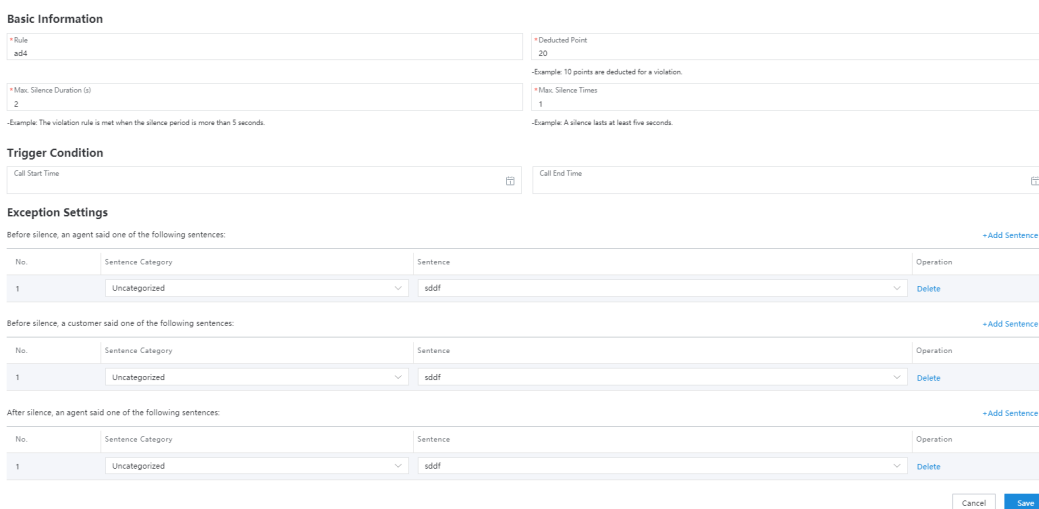 Basic Information
*Rule
ad4
*Deducted Point
20
-Example: 10 points are deducted for a violation.
*Max. Silence Duration (s)
2
*Max. Silence Times
1
-Example: The violation rule is met when the silence period is more than 5 seconds.
-Example: A silence lasts at least five seconds.
Trigger Condition
Call Start Time
Call End Time
Exception Settings
Before silence, an agent said one of the following sentences:
+Add Sentence
No. Sentence Category Sentence Operation
1 Uncategorized sddf Delete
Before silence, a customer said one of the following sentences:
+Add Sentence
No. Sentence Category Sentence Operation
1 Uncategorized sddf Delete
After silence, an agent said one of the following sentences:
+Add Sentence
No. Sentence Category Sentence Operation
1 Uncategorized sddf Delete
Cancel Save